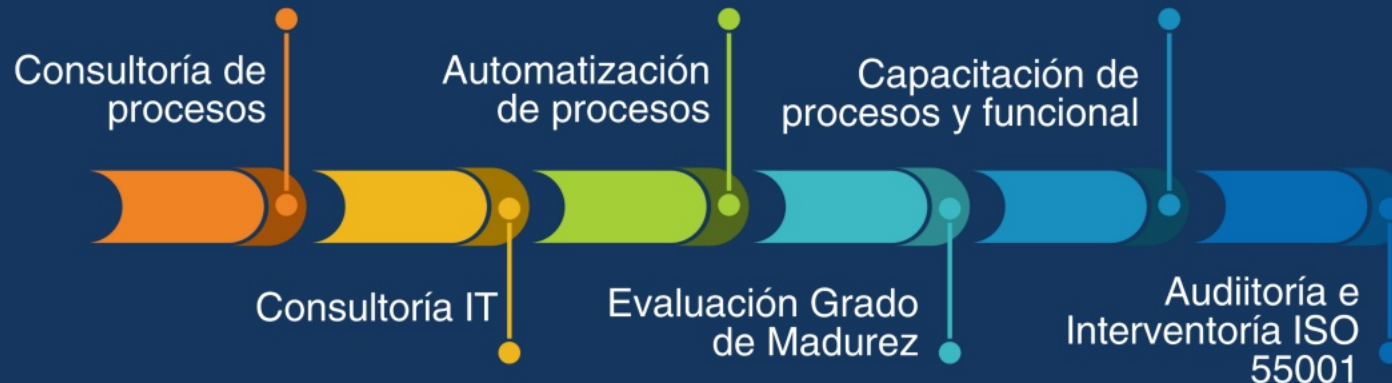 Consultoría de
procesos
Consultoría IT
Automatización
de procesos
Evaluación Grado
de Madurez
Capacitación de
procesos y funcional
Audiitoría e
Interventoría ISO
55001